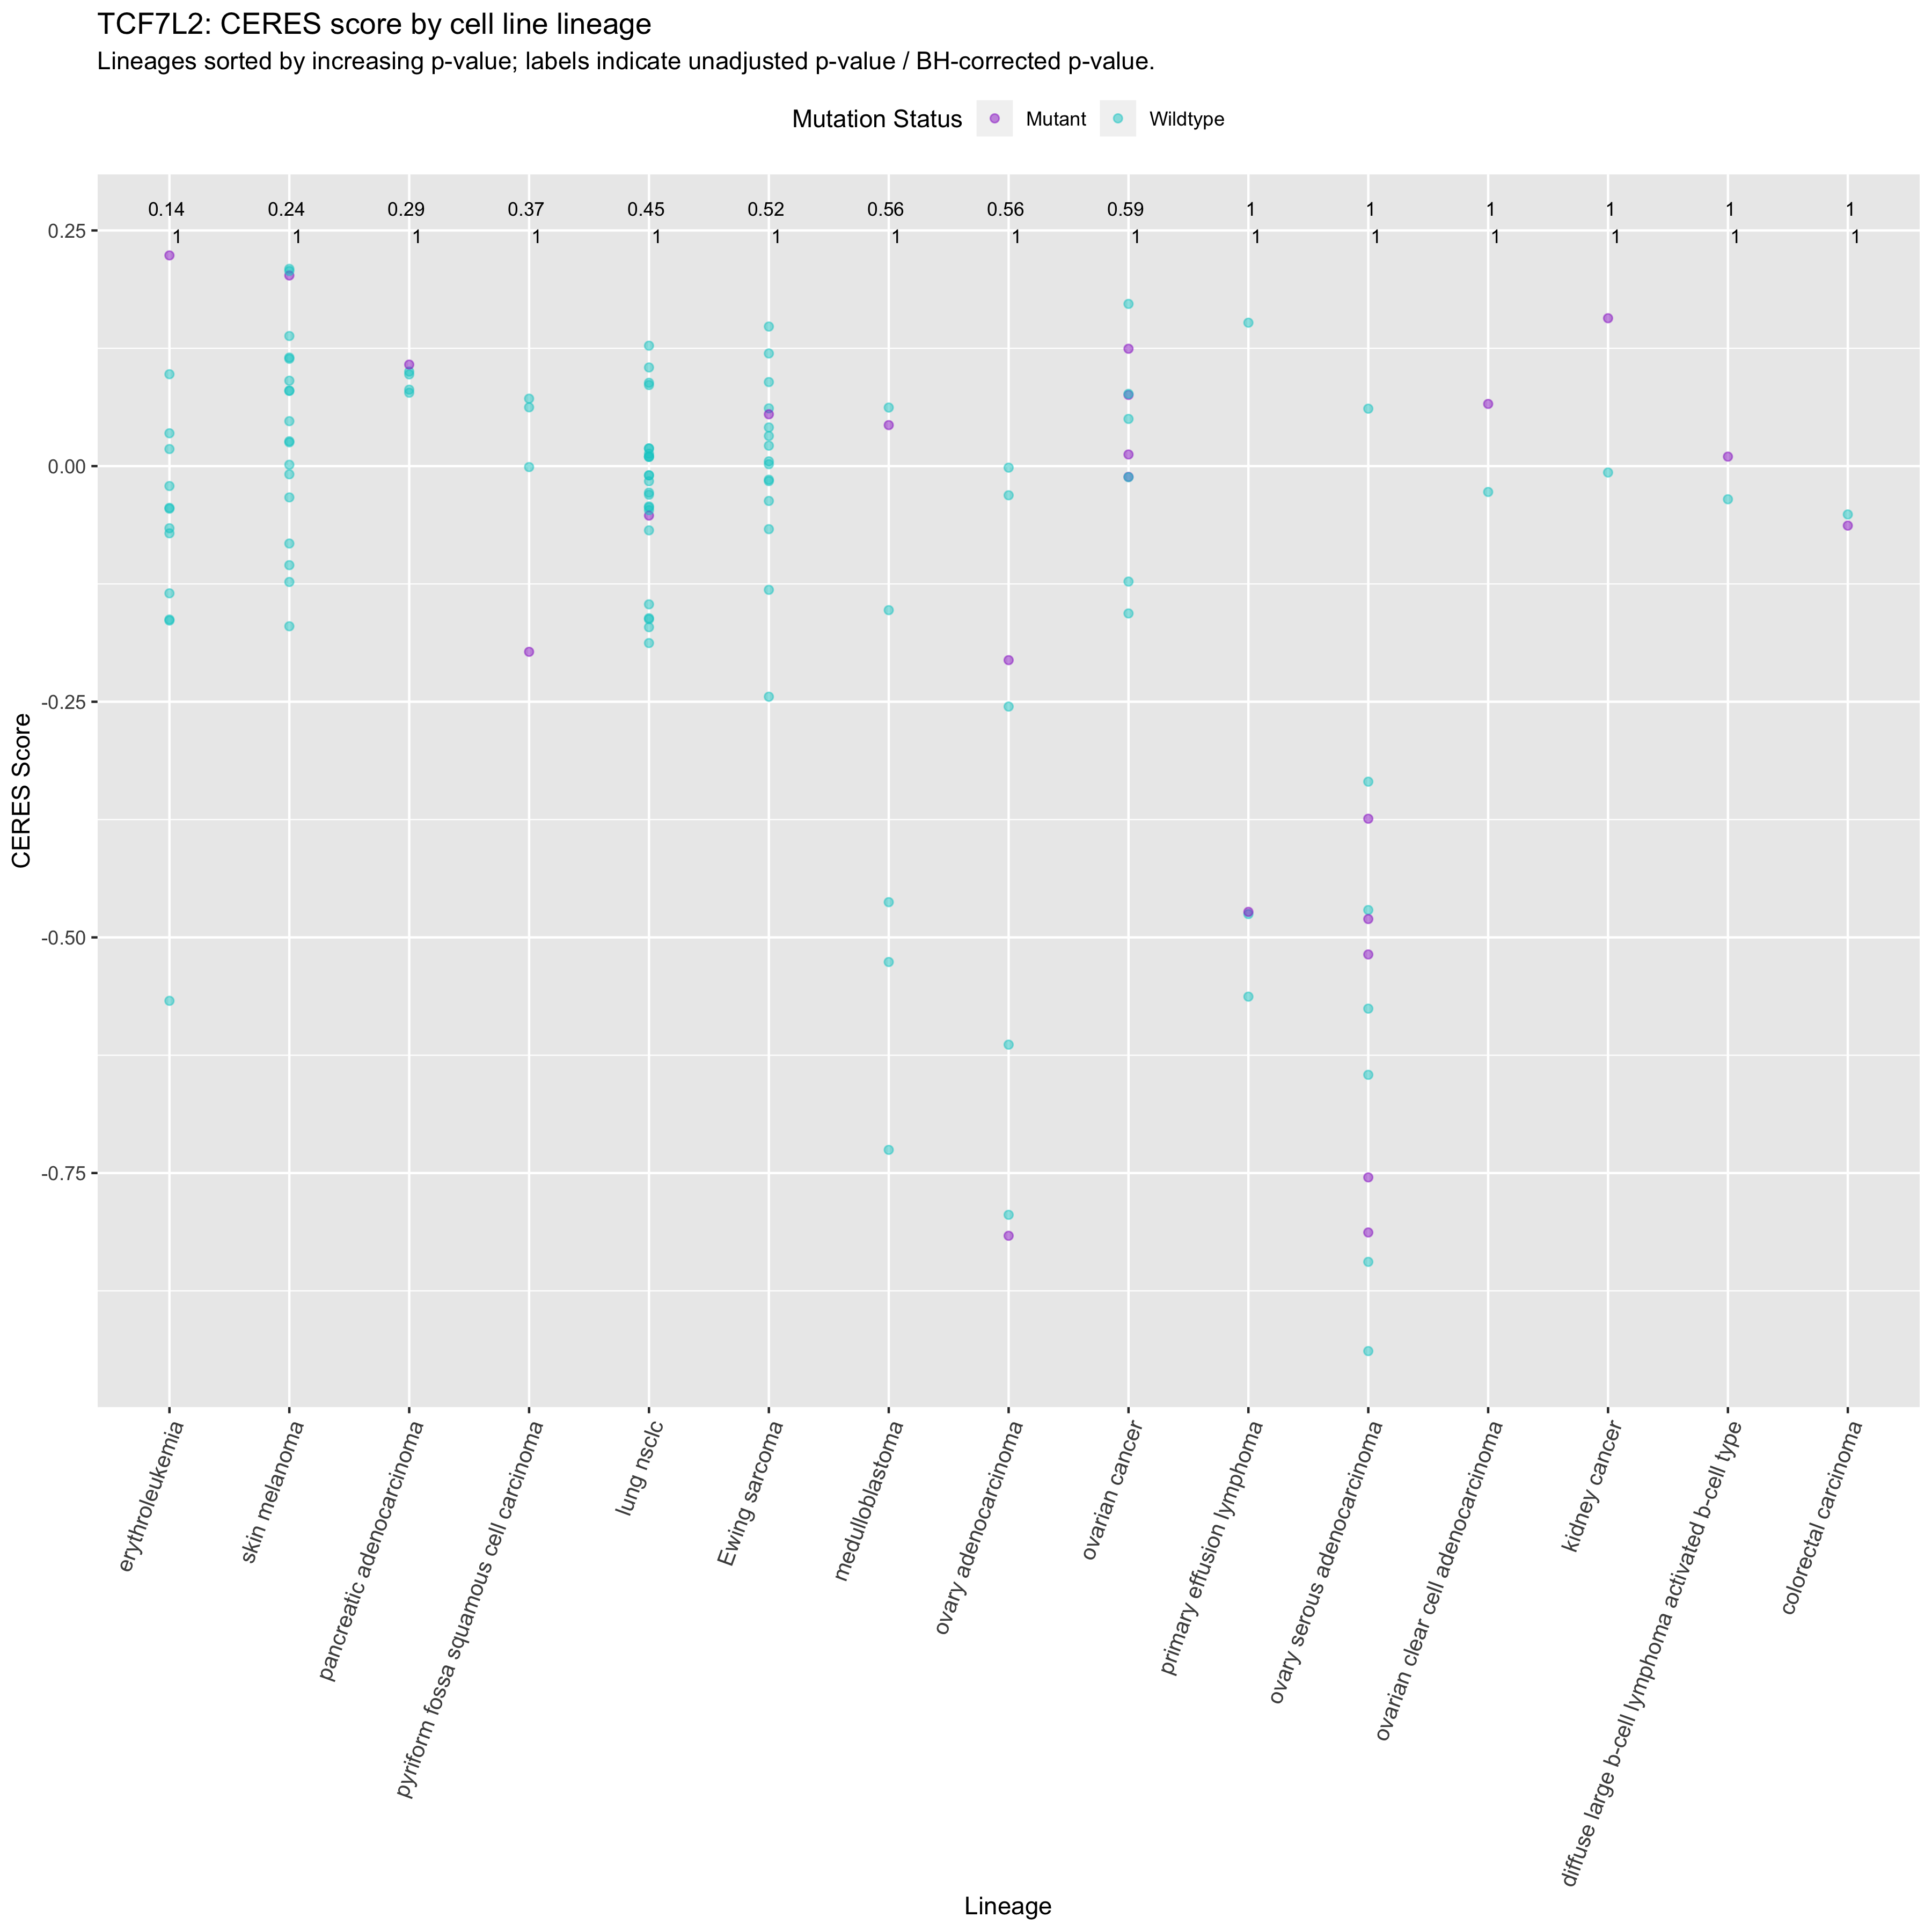 TCF7L2: CERES score by cell line lineage
Lineages sorted by increasing p-value; labels indicate unadjusted p-value / BH-corrected p-value.
Mutation Status Mutant Wildtype
0.14 0.24 0.29 0.37 0.45 0.52 0.56 0.56 0.59 1 1 1 1 1 1
1 1 1 1 1 1 1 1 1 1 1 1 1 1 1
0.25
0.00
-0.25
-0.50
-0.75
CERES Score
erythroleukemia
skin melanoma
pancreatic adenocarcinoma
pyriform fossa squamous cell carcinoma
lung nsclc
Ewing sarcoma
medulloblastoma
ovary adenocarcinoma
ovarian cancer
primary effusion lymphoma
ovary serous adenocarcinoma
ovarian clear cell adenocarcinoma
kidney cancer
diffuse large b-cell lymphoma activated b-cell type
colorectal carcinoma
Lineage